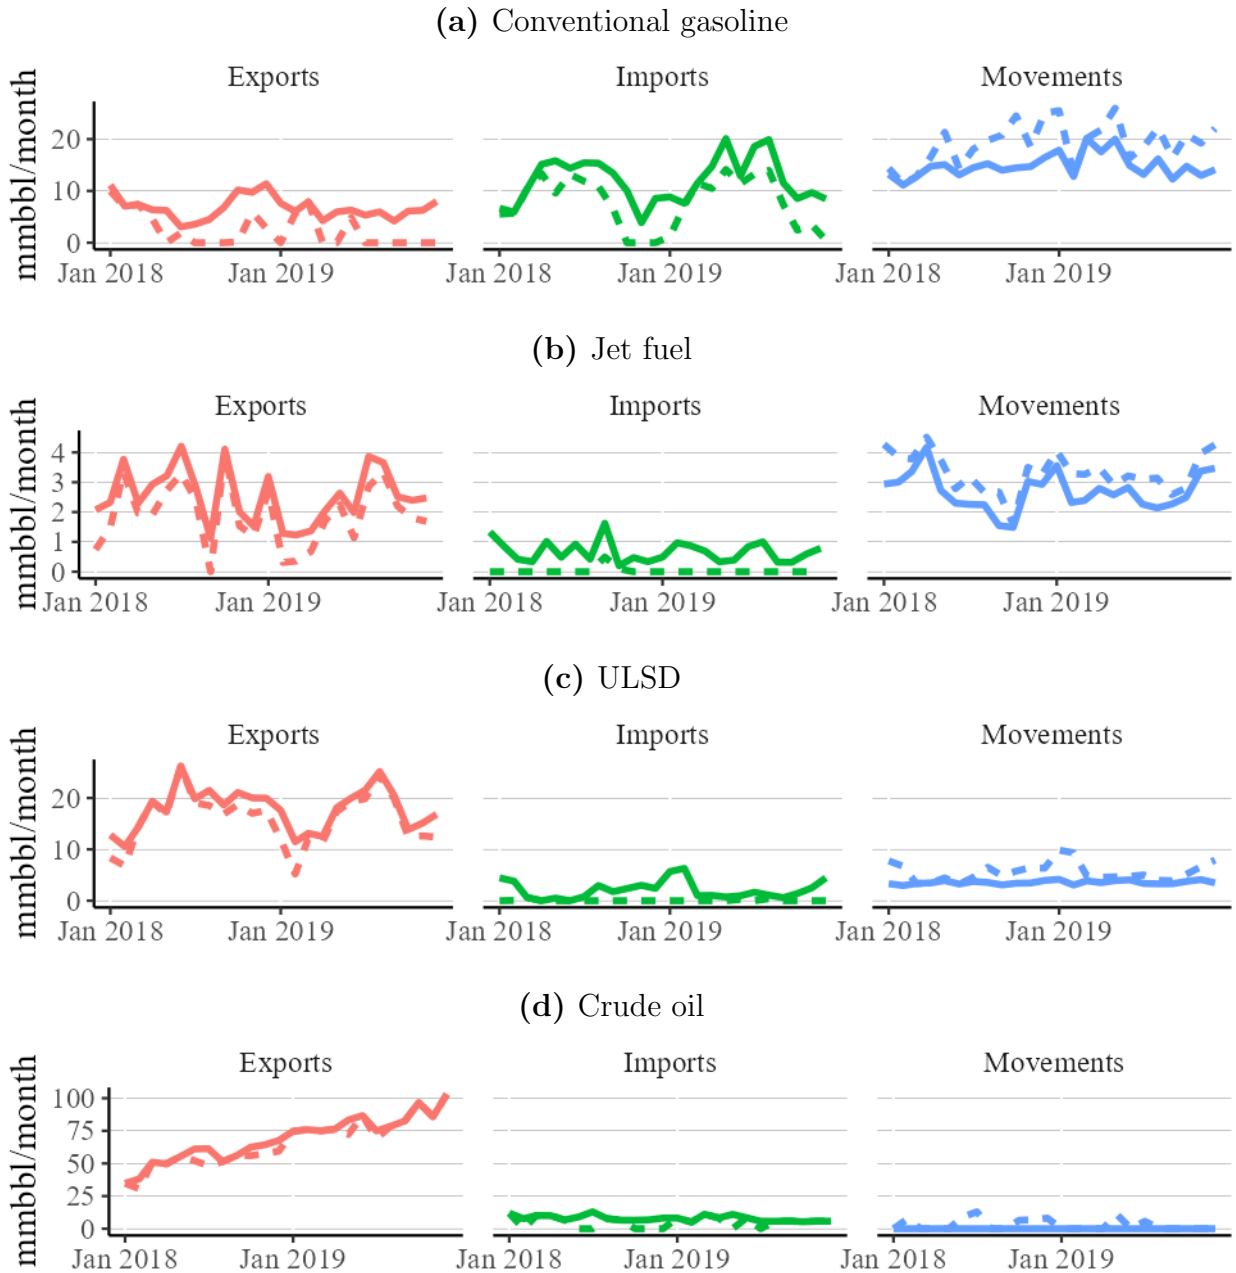 (a) Conventional gasoline
Exports Imports Movements
mmbbl/month
20
10
0
Jan 2018 Jan 2019 Jan 2018 Jan 2019 Jan 2018 Jan 2019
(b) Jet fuel
Exports Imports Movements
mmbbl/month
4
3
2
1
0
Jan 2018 Jan 2019 Jan 2018 Jan 2019 Jan 2018 Jan 2019
(c) ULSD
Exports Imports Movements
mmbbl/month
20
10
0
Jan 2018 Jan 2019 Jan 2018 Jan 2019 Jan 2018 Jan 2019
(d) Crude oil
Exports Imports Movements
mmbbl/month
100
75
50
25
0
Jan 2018 Jan 2019 Jan 2018 Jan 2019 Jan 2018 Jan 2019